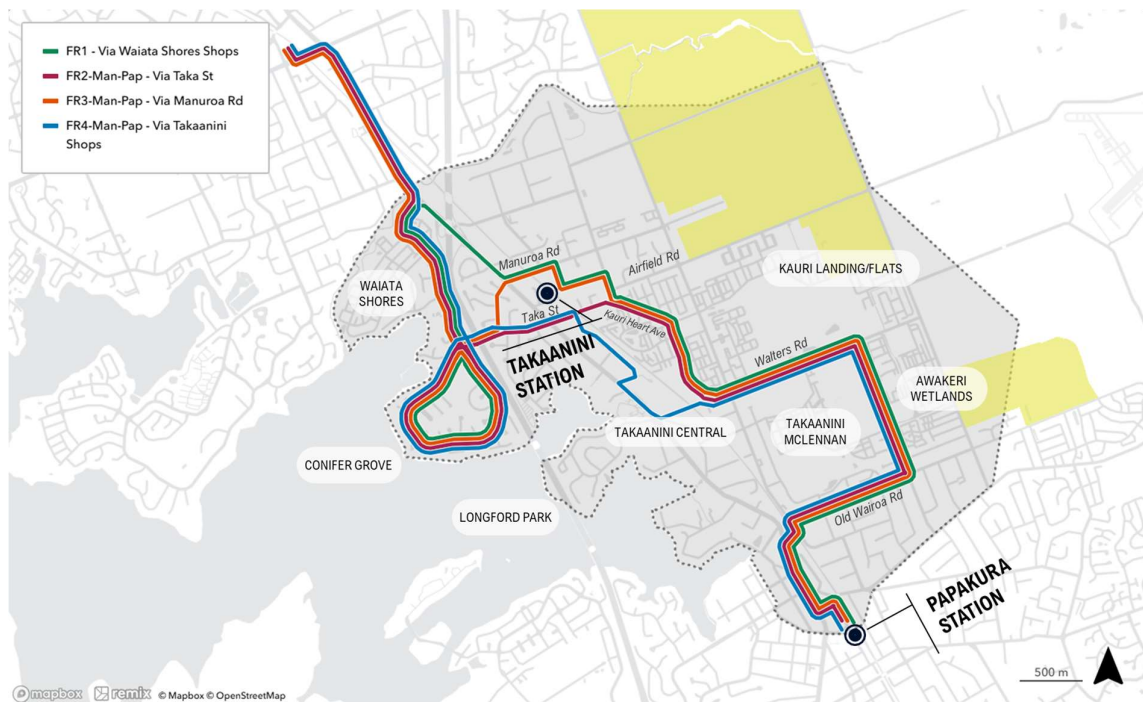 FR1 - Via Waiata Shores Shops
FR2-Man-Pap - Via Taka St
FR3-Man-Pap - Via Manuroa Rd
FR4-Man-Pap - Via Takaanini
Shops
Manuroa Rd
Airfield Rd
KAURI LANDING/FLATS
WAIATA
SHORES
Taka St
Kauri Heart Ave
TAKAANINI
STATION
Walters Rd
AWAKERI
WETLANDS
TAKAANINI CENTRAL
TAKAANINI
MCLENNAN
CONIFER GROVE
LONGFORD PARK
Old Wairoa Rd
PAPAKURA
STATION
500 m
mapbox remix © Mapbox © OpenStreetMap